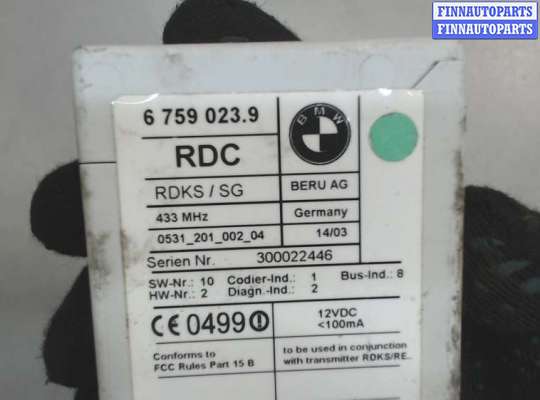 FINNAUTOPARTS
FINNAUTOPARTS
6 759 023.9
BMW
RDC
RDKS / SG
BERU AG
433 MHz
Germany
0531_201_002_04
14/03
Serien Nr. 300022446
SW-Nr.: 10 Codier-Ind.: 1 Bus-Ind.: 8
HW-Nr.: 2 Diagn.-Ind.: 2
CE 0499
12VDC
<100mA
Conforms to
FCC Rules Part 15 B
to be used in conjunction
with transmitter RDKS/RE..